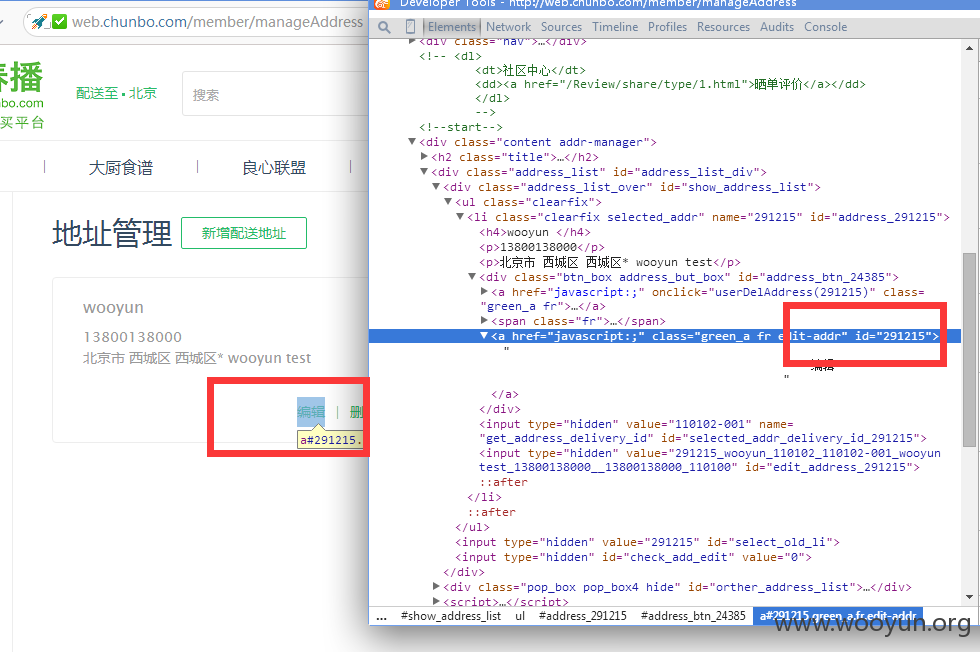 web.chunbo.com/member/manageAddress
春播
nbo.com
买平台
配送至·北京
搜索
大厨食谱
良心联盟
地址管理
新增配送地址
wooyun
13800138000
北京市 西城区 西城区* wooyun test
编辑 | 删
a#291215.
Developer Tools - http://web.chunbo.com/member/manageAddress
Elements Network Sources Timeline Profiles Resources Audits Console
<div class="nav">…</div>
<!-- <dl>
<dt>社区中心</dt>
<dd><a href="/Review/share/type/1.html">晒单评价</a></dd>
</dl>
-->
<!--start-->
<div class="content addr-manager">
<h2 class="title">…</h2>
<div class="address_list" id="address_list_div">
<div class="address_list_over" id="show_address_list">
<ul class="clearfix">
<li class="clearfix selected_addr" name="291215" id="address_291215">
<h4>wooyun </h4>
<p>13800138000</p>
<p>北京市 西城区 西城区* wooyun test</p>
<div class="btn_box address_but_box" id="address_btn_24385">
<a href="javascript:;" onclick="userDelAddress(291215)" class=
"green_a fr">…</a>
<span class="fr">…</span>
<a href="javascript:;" class="green_a fr edit-addr" id="291215">
"
编辑
"
</a>
</div>
<input type="hidden" value="110102-001" name=
"get_address_delivery_id" id="selected_addr_delivery_id_291215">
<input type="hidden" value="291215_wooyun_110102_110102-001_wooyun
test_13800138000__13800138000_110100" id="edit_address_291215">
::after
</li>
::after
</ul>
<input type="hidden" value="291215" id="select_old_li">
<input type="hidden" id="check_add_edit" value="0">
</div>
<div class="pop_box pop_box4 hide" id="orther_address_list">…</div>
<script>…</script>
... #show_address_list ul #address_291215 #address_btn_24385 a#291215.green_a.fr.edit-addr
www.wooyun.org